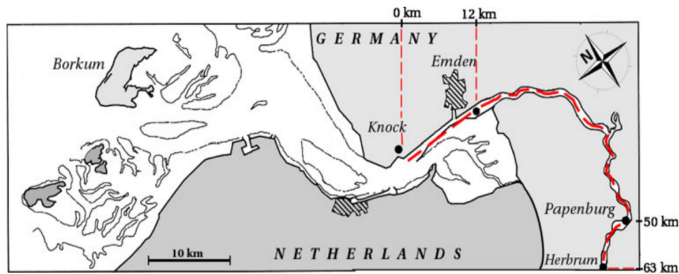 0 km
12 km
GERMANY
Borkum
Emden
N
Knock
Papenburg
50 km
Herbrum
63 km
10 km
NETHERLANDS